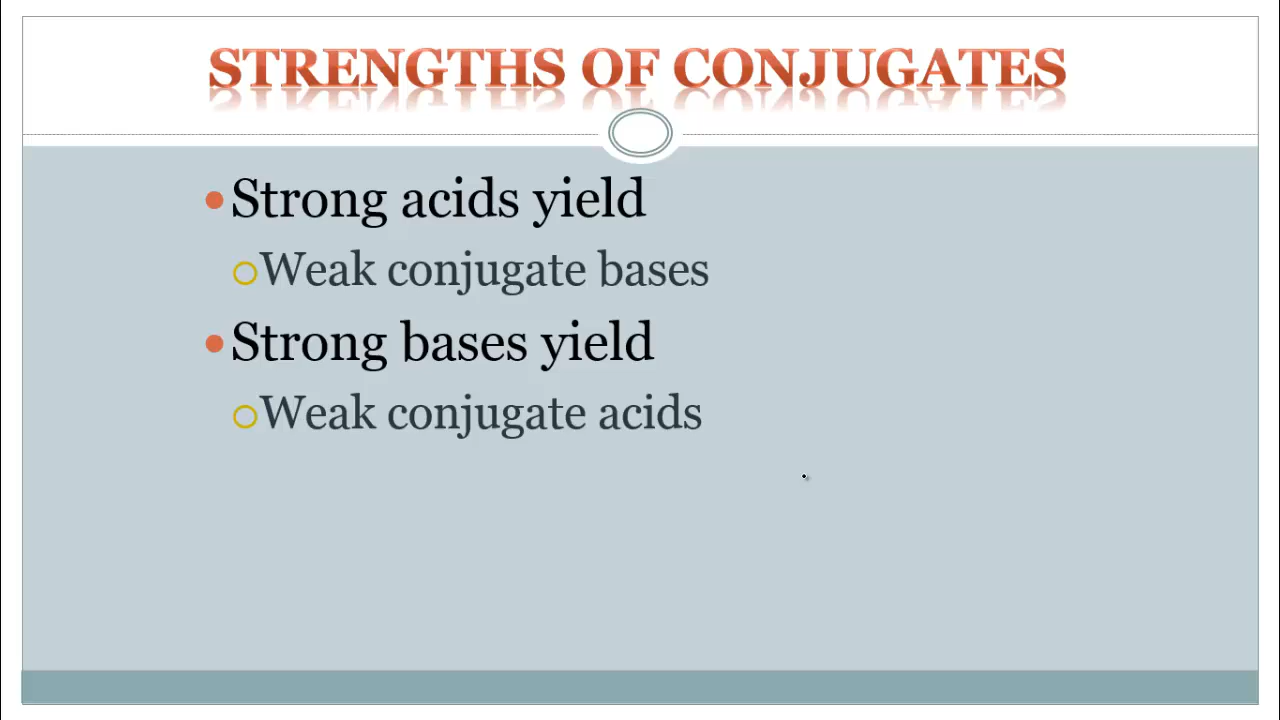 STRENGTHS OF CONJUGATES
Strong acids yield
Weak conjugate bases
Strong bases yield
Weak conjugate acids